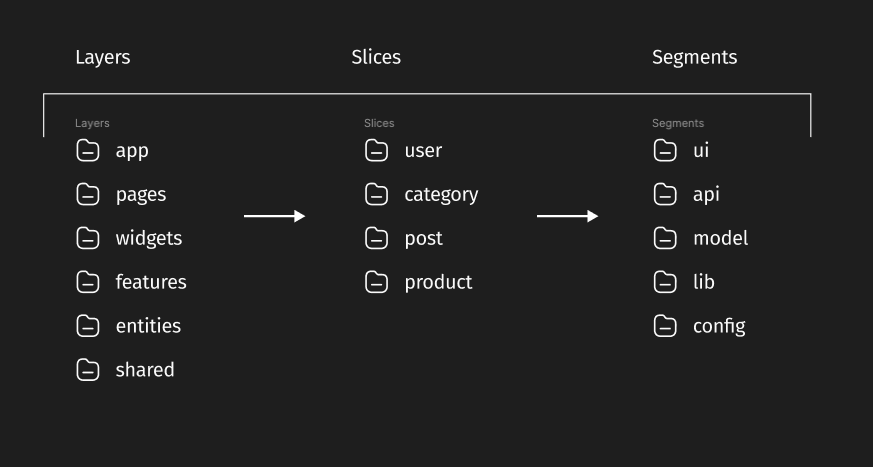 Layers
Slices
Segments
Layers
app
pages
widgets
features
entities
shared
Slices
user
category
post
product
Segments
ui
api
model
lib
config